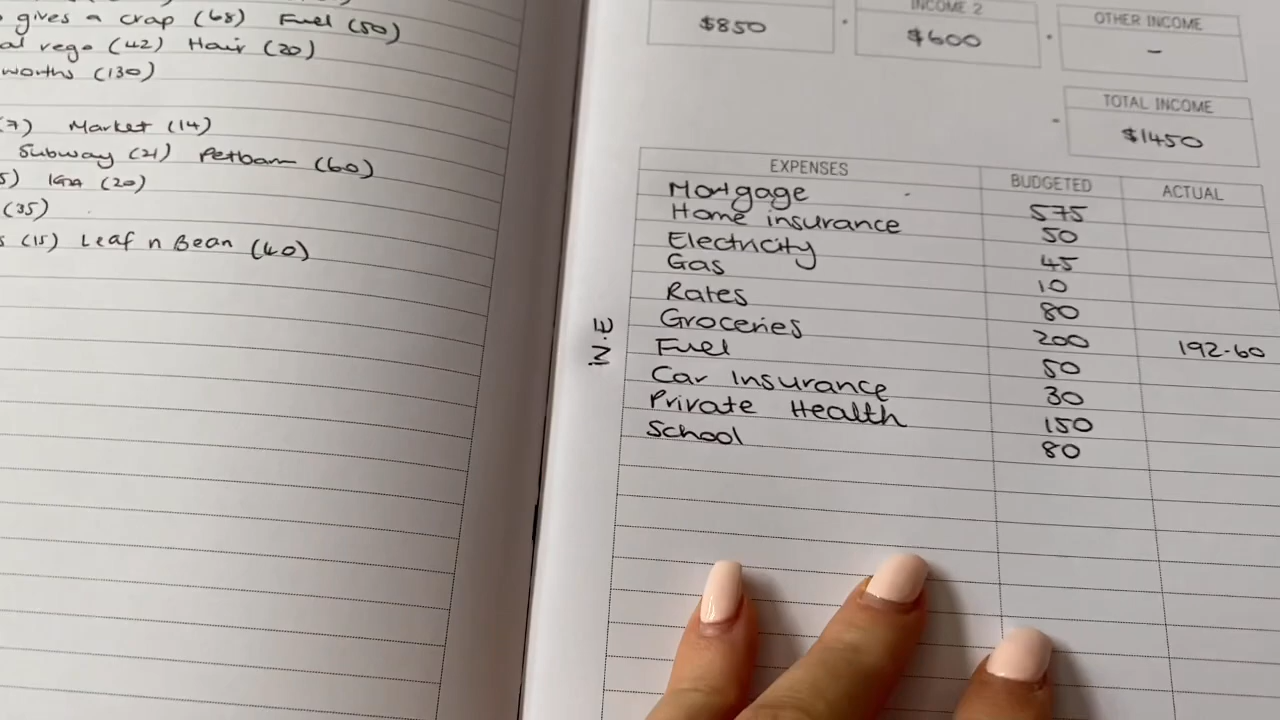 gives a crap (68) Fuel (50)
al rego (42) Hair (20)
worths (130)
(7) Market (14)
Subway (21) Petbarn (60)
5) IGA (20)
(35)
s (15) Leaf n Bean (40)
INCOME 2
OTHER INCOME
$850 $600 -
TOTAL INCOME
$1450
EXPENSES BUDGETED ACTUAL
Mortgage 575
Home insurance 50
Electricity 45
Gas 10
Rates 80
Groceries 200 192.60
Fuel 50
Car Insurance 30
Private Health 150
School 80
W.E